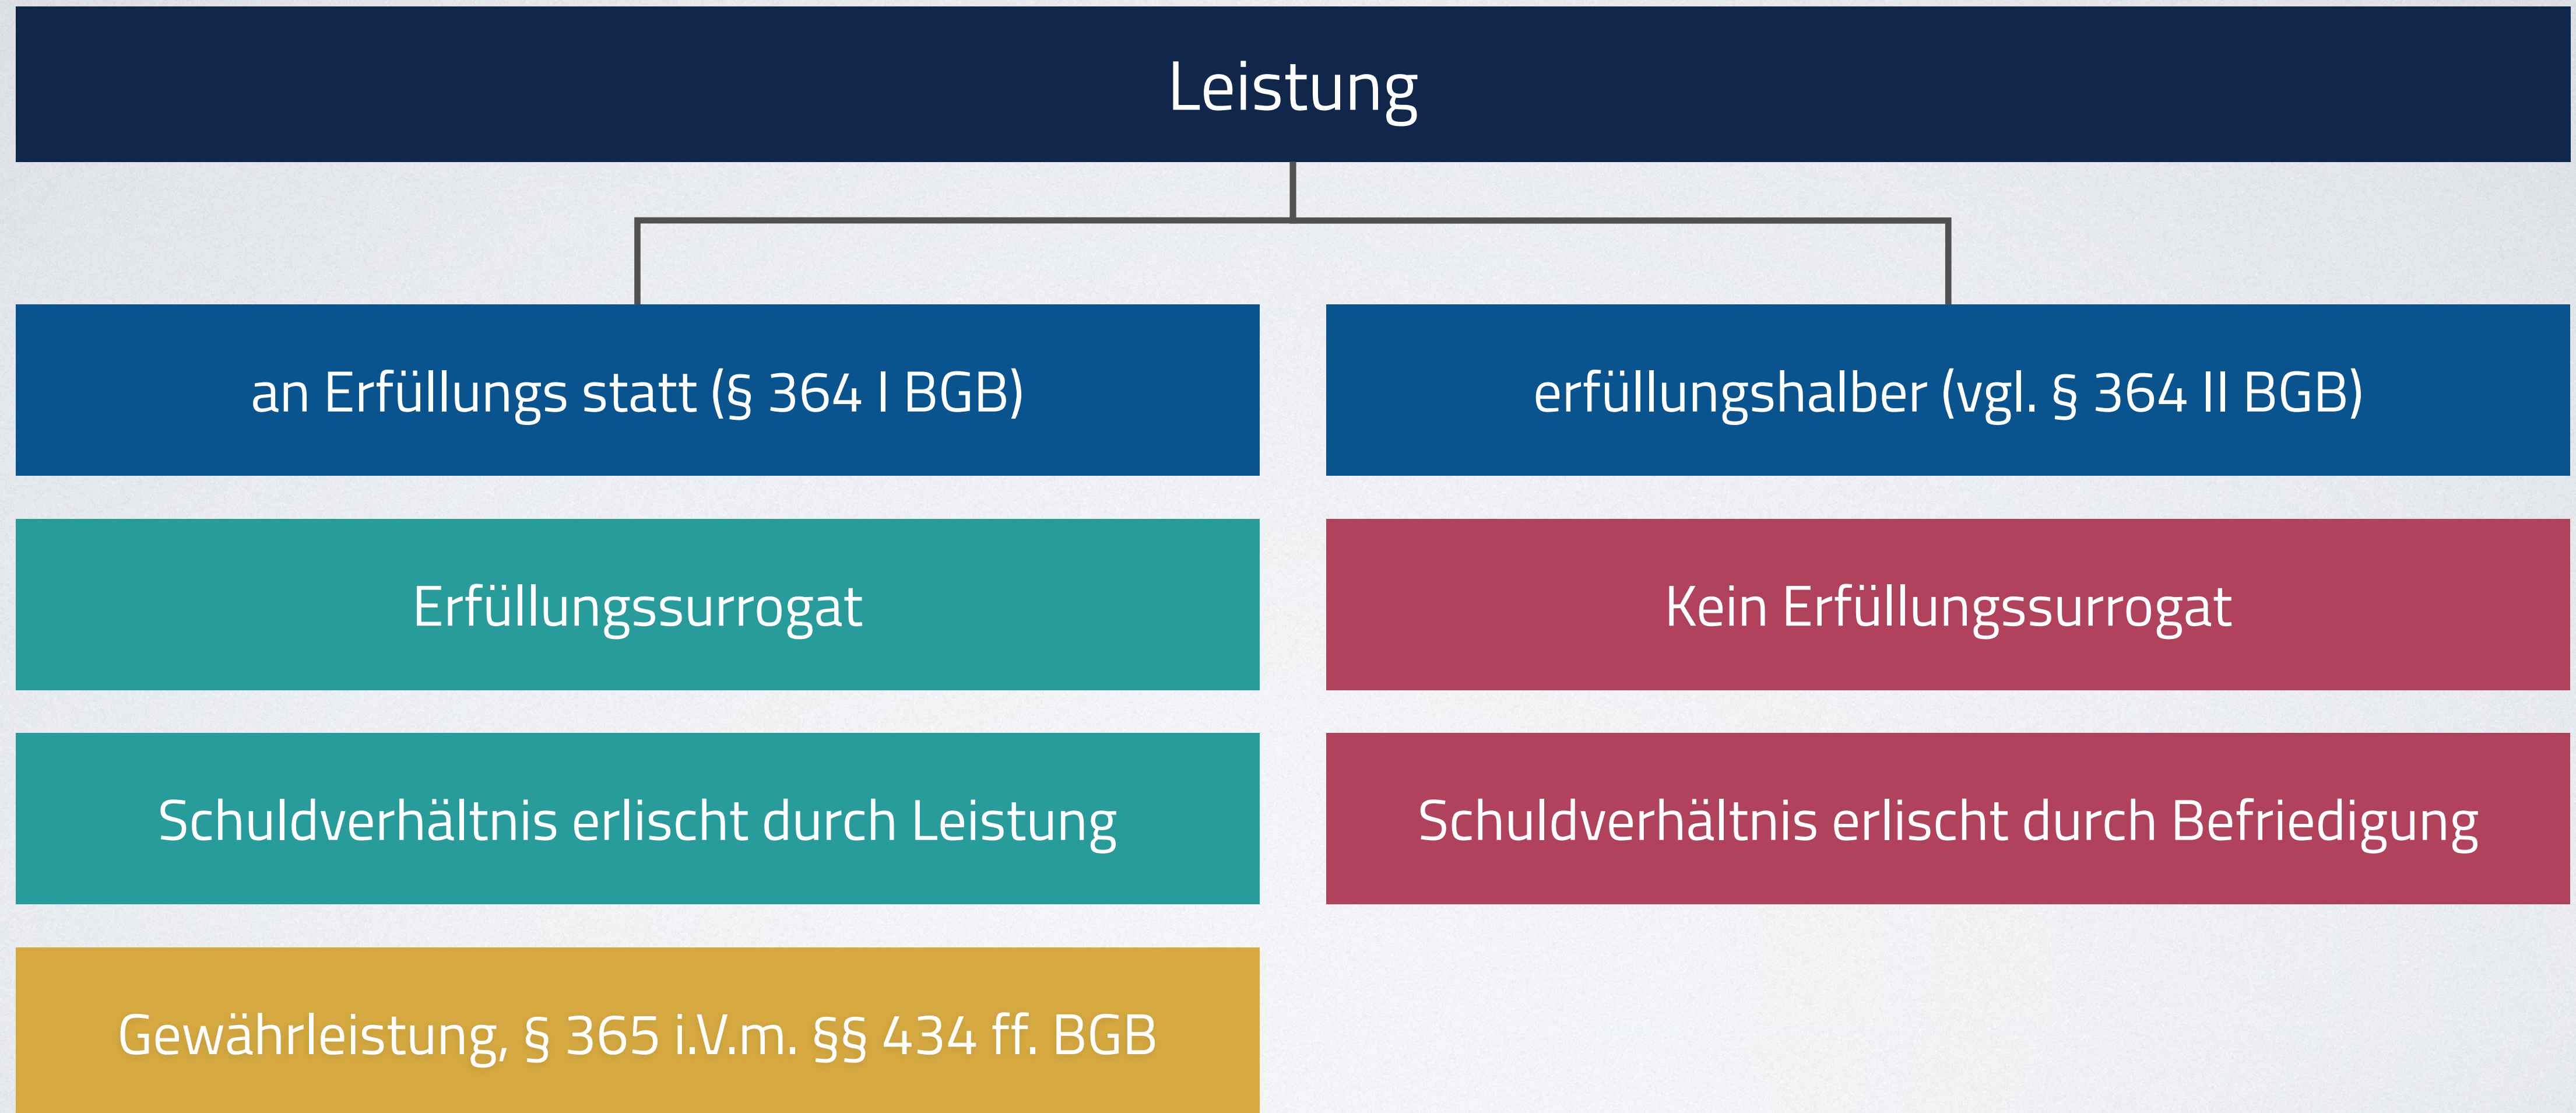 Leistung
an Erfüllungs statt (§ 364 I BGB)
erfüllungshalber (vgl. § 364 II BGB)
Erfüllungssurrogat
Kein Erfüllungssurrogat
Schuldverhältnis erlischt durch Leistung
Schuldverhältnis erlischt durch Befriedigung
Gewährleistung, § 365 i.V.m. §§ 434 ff. BGB